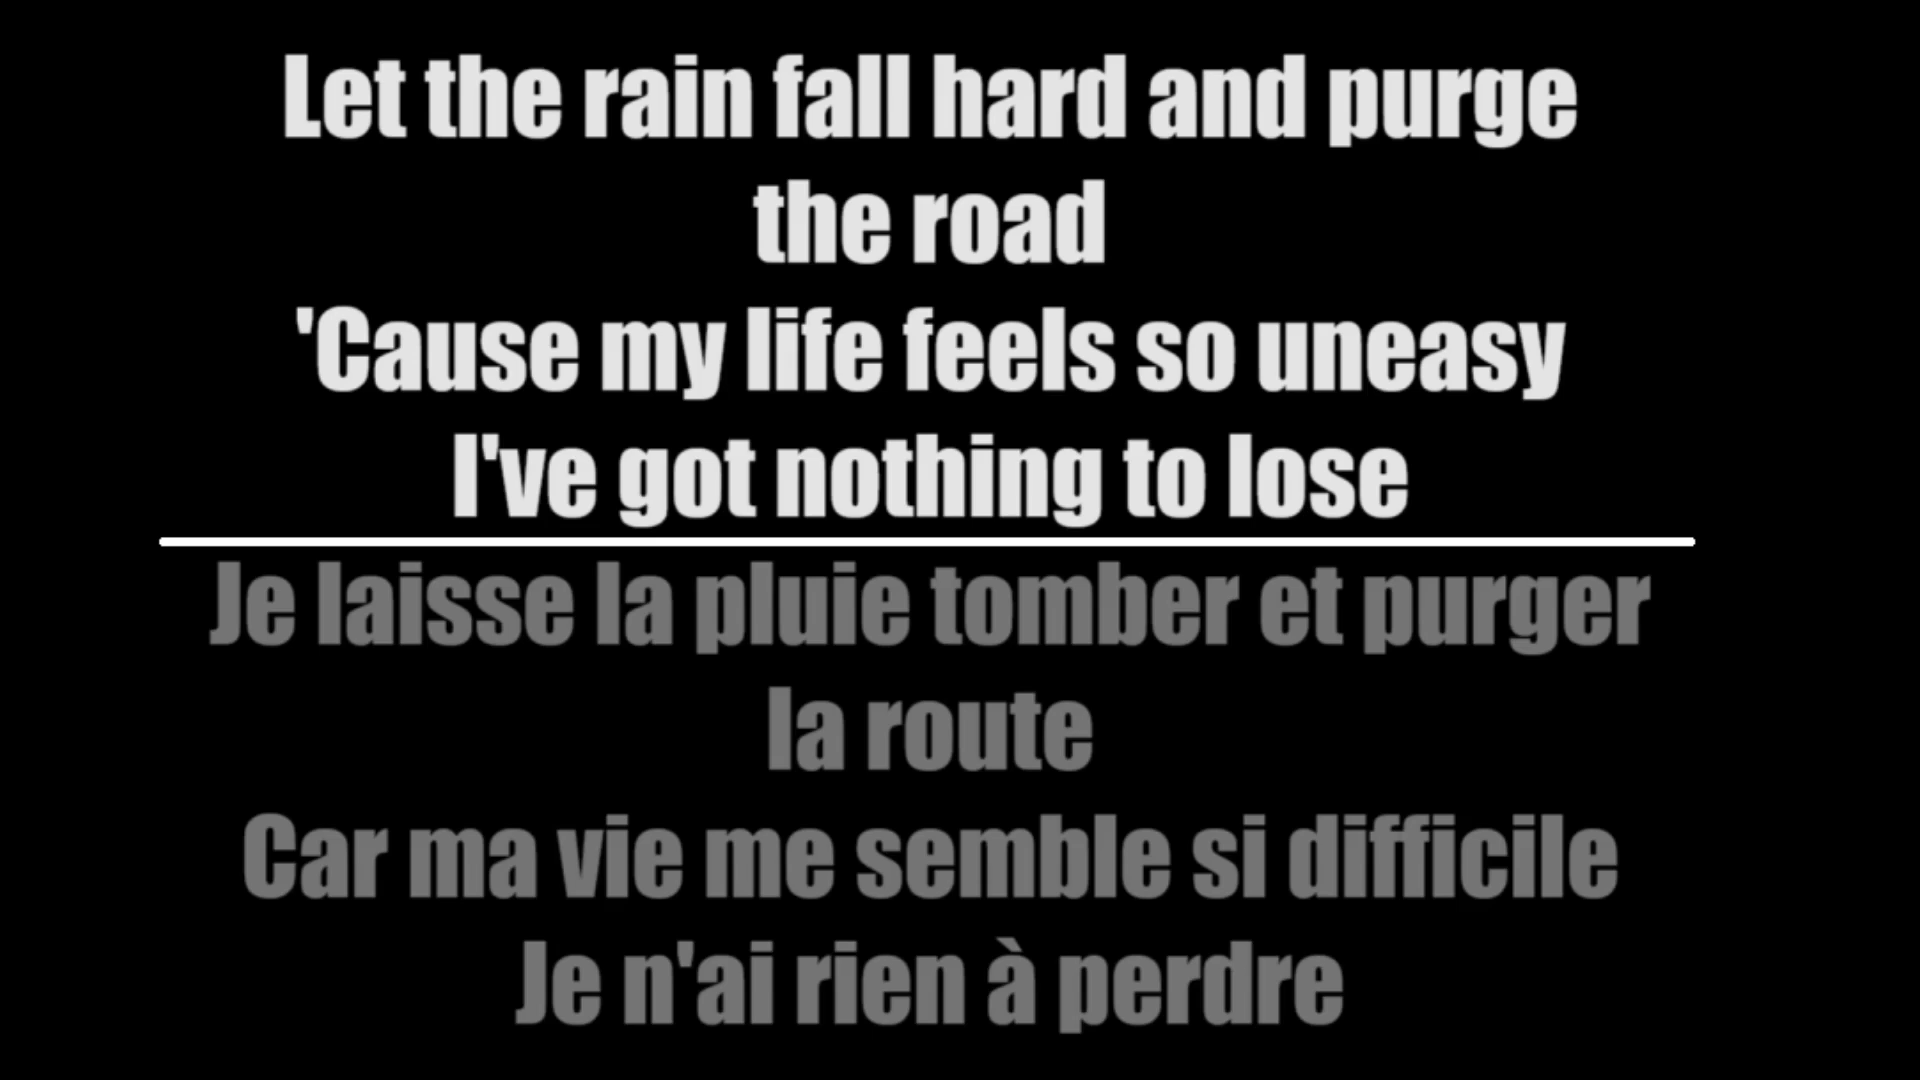 Let the rain fall hard and purge
the road
'Cause my life feels so uneasy
I've got nothing to lose
Je laisse la pluie tomber et purger
la route
Car ma vie me semble si difficile
Je n'ai rien à perdre